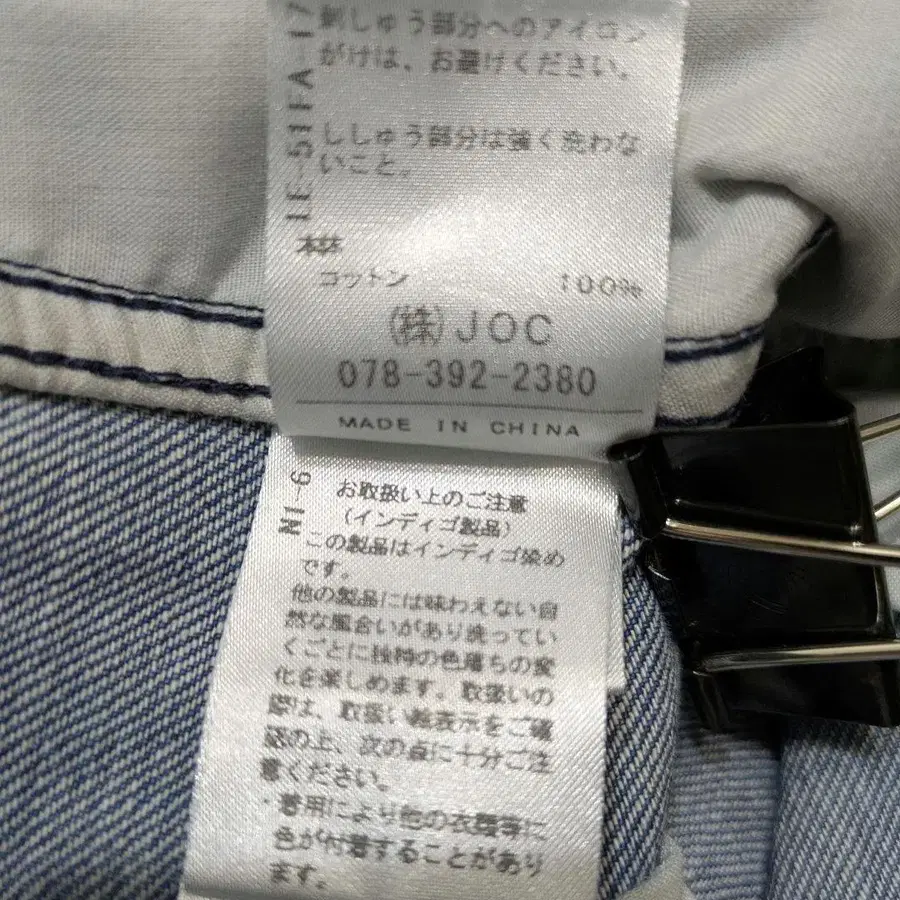 刺しゅう部分へのアイロン
がけは、お避けください。
ししゅう部分は強く洗わな
いこと。
本体
コットン 100%
(株)JOC
078-392-2380
MADE IN CHINA
NI-6
お取扱い上のご注意
(インディゴ製品)
この製品はインディゴ染め
です。
他の製品には味わえない自
然な風合いがあり洗ってい
くごとに独特の色落ちの変
化を楽しめます。取扱いの
際は、取扱い絵表示をご確
認の上、次の点に十分ご注
意ください。
・着用により他の衣類等に
色が付着することがあり
ます。